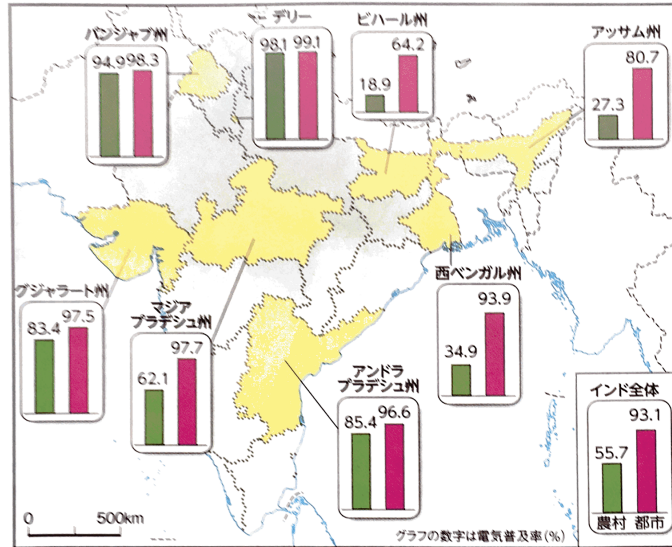 パンジャブ州
94.9 98.3
デリー
98.1 99.1
ビハール州
18.9
64.2
アッサム州
27.3
80.7
グジャラート州
83.4
97.5
マジア
プラデシュ州
62.1
97.7
アンドラ
プラデシュ州
85.4
96.6
西ベンガル州
34.9
93.9
インド全体
55.7
93.1
農村 都市
0 500km
グラフの数字は電気普及率(%)